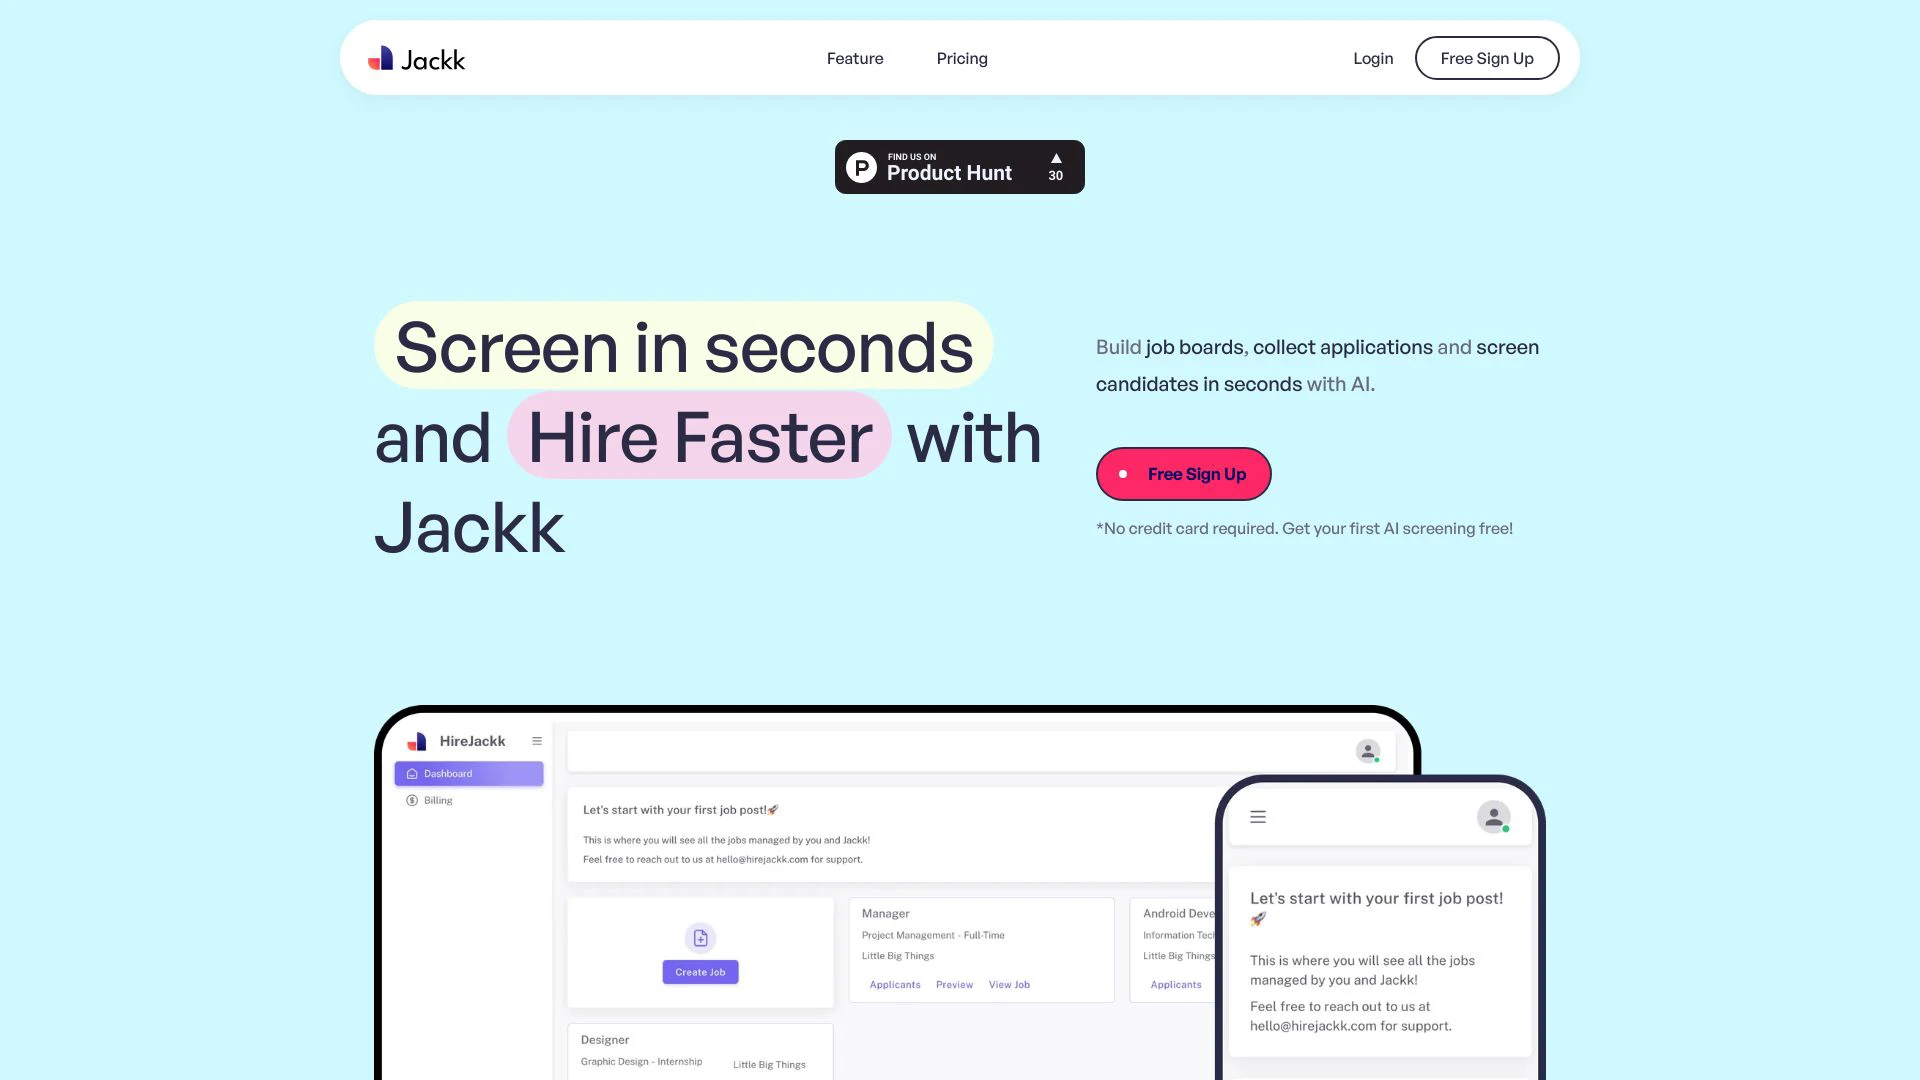 Jackk
Feature
Pricing
Login
Free Sign Up
FIND US ON
Product Hunt
30
Screen in seconds
and Hire Faster with
Jackk
Build job boards, collect applications and screen
candidates in seconds with AI.
Free Sign Up
*No credit card required. Get your first AI screening free!
HireJackk
Dashboard
Billing
Let's start with your first job post!🚀
This is where you will see all the jobs managed by you and Jackk!
Feel free to reach out to us at hello@hirejackk.com for support.
Create Job
Manager
Project Management - Full-Time
Little Big Things
Applicants
Preview
View Job
Android Deve
Information Tech
Little Big Things
Applicants
Designer
Graphic Design - Internship
Little Big Things
Let's start with your first job post!
🚀
This is where you will see all the jobs
managed by you and Jackk!
Feel free to reach out to us at
hello@hirejackk.com for support.